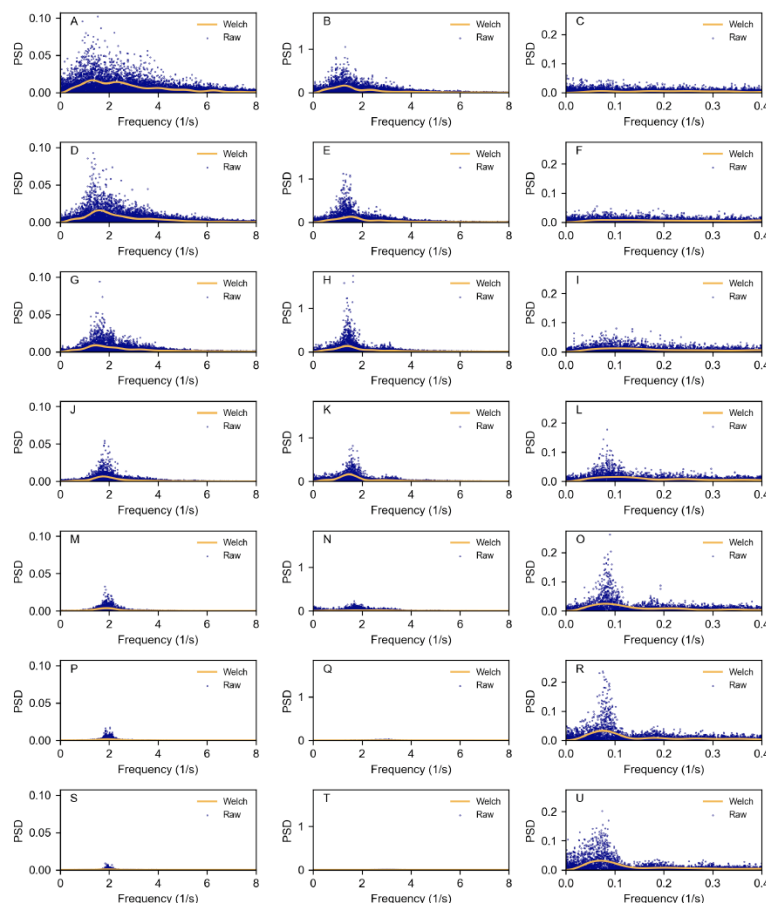 A
Welch
Raw
PSD
0.10
0.05
0.00
0 2 4 6 8
Frequency (1/s)
B
Welch
Raw
PSD
1
0
0 2 4 6 8
Frequency (1/s)
C
Welch
Raw
PSD
0.2
0.1
0.0
0.0 0.1 0.2 0.3 0.4
Frequency (1/s)
D
Welch
Raw
PSD
0.10
0.05
0.00
0 2 4 6 8
Frequency (1/s)
E
Welch
Raw
PSD
1
0
0 2 4 6 8
Frequency (1/s)
F
Welch
Raw
PSD
0.2
0.1
0.0
0.0 0.1 0.2 0.3 0.4
Frequency (1/s)
G
Welch
Raw
PSD
0.10
0.05
0.00
0 2 4 6 8
Frequency (1/s)
H
Welch
Raw
PSD
1
0
0 2 4 6 8
Frequency (1/s)
I
Welch
Raw
PSD
0.2
0.1
0.0
0.0 0.1 0.2 0.3 0.4
Frequency (1/s)
J
Welch
Raw
PSD
0.10
0.05
0.00
0 2 4 6 8
Frequency (1/s)
K
Welch
Raw
PSD
1
0
0 2 4 6 8
Frequency (1/s)
L
Welch
Raw
PSD
0.2
0.1
0.0
0.0 0.1 0.2 0.3 0.4
Frequency (1/s)
M
Welch
Raw
PSD
0.10
0.05
0.00
0 2 4 6 8
Frequency (1/s)
N
Welch
Raw
PSD
1
0
0 2 4 6 8
Frequency (1/s)
O
Welch
Raw
PSD
0.2
0.1
0.0
0.0 0.1 0.2 0.3 0.4
Frequency (1/s)
P
Welch
Raw
PSD
0.10
0.05
0.00
0 2 4 6 8
Frequency (1/s)
Q
Welch
Raw
PSD
1
0
0 2 4 6 8
Frequency (1/s)
R
Welch
Raw
PSD
0.2
0.1
0.0
0.0 0.1 0.2 0.3 0.4
Frequency (1/s)
S
Welch
Raw
PSD
0.10
0.05
0.00
0 2 4 6 8
Frequency (1/s)
T
Welch
Raw
PSD
1
0
0 2 4 6 8
Frequency (1/s)
U
Welch
Raw
PSD
0.2
0.1
0.0
0.0 0.1 0.2 0.3 0.4
Frequency (1/s)